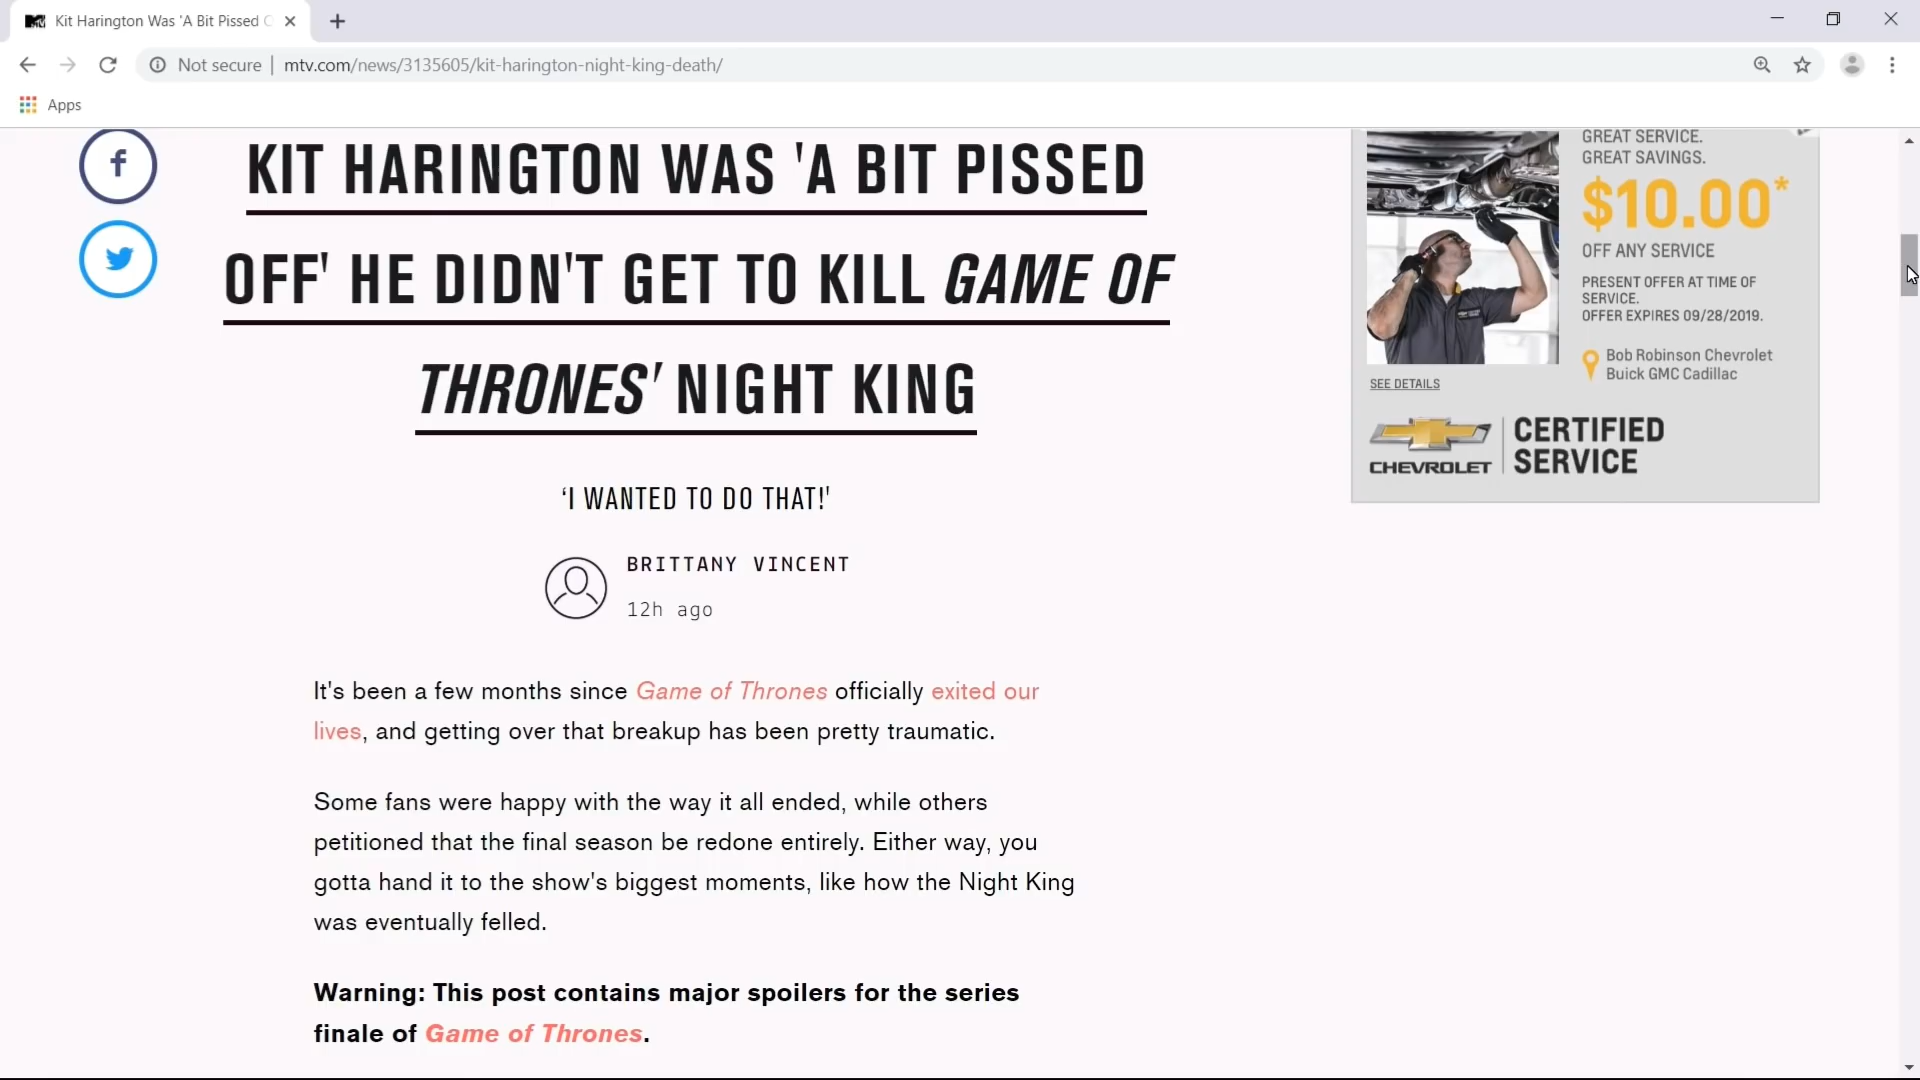 Kit Harington Was 'A Bit Pissed
Not secure
mtv.com/news/3135605/kit-harington-night-king-death/
Apps
KIT HARINGTON WAS 'A BIT PISSED
OFF' HE DIDN'T GET TO KILL GAME OF
THRONES' NIGHT KING
'I WANTED TO DO THAT!'
BRITTANY VINCENT
12h ago
It's been a few months since Game of Thrones officially exited our
lives, and getting over that breakup has been pretty traumatic.
Some fans were happy with the way it all ended, while others
petitioned that the final season be redone entirely. Either way, you
gotta hand it to the show's biggest moments, like how the Night King
was eventually felled.
Warning: This post contains major spoilers for the series
finale of Game of Thrones.
GREAT SERVICE.
GREAT SAVINGS.
$10.00*
OFF ANY SERVICE
PRESENT OFFER AT TIME OF
SERVICE.
OFFER EXPIRES 09/28/2019.
Bob Robinson Chevrolet
Buick GMC Cadillac
SEE DETAILS
CHEVROLET
CERTIFIED
SERVICE